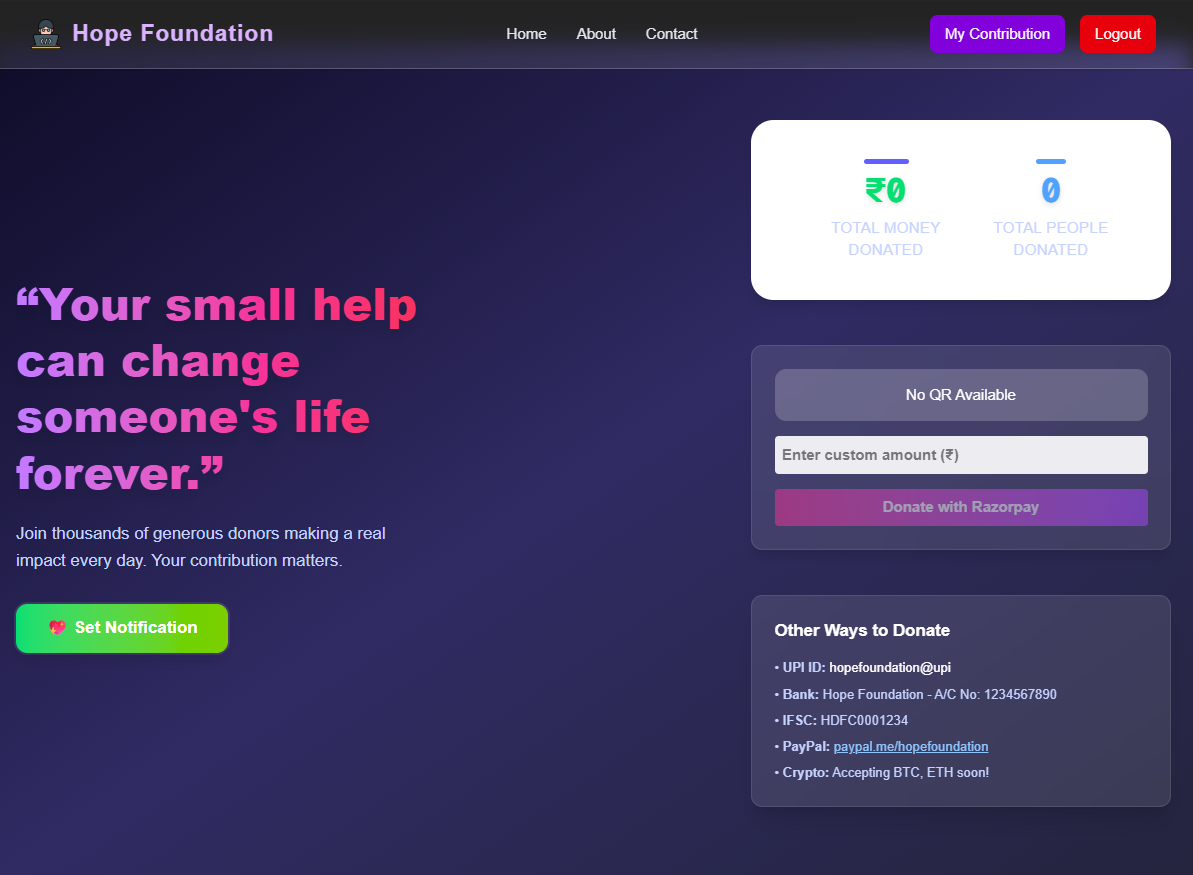 Hope Foundation
Home
About
Contact
My Contribution
Logout
₹0
TOTAL MONEY
DONATED
0
TOTAL PEOPLE
DONATED
“Your small help
can change
someone's life
forever.”
Join thousands of generous donors making a real
impact every day. Your contribution matters.
💖 Set Notification
No QR Available
Enter custom amount (₹)
Donate with Razorpay
Other Ways to Donate
• UPI ID: hopefoundation@upi
• Bank: Hope Foundation - A/C No: 1234567890
• IFSC: HDFC0001234
• PayPal: paypal.me/hopefoundation
• Crypto: Accepting BTC, ETH soon!